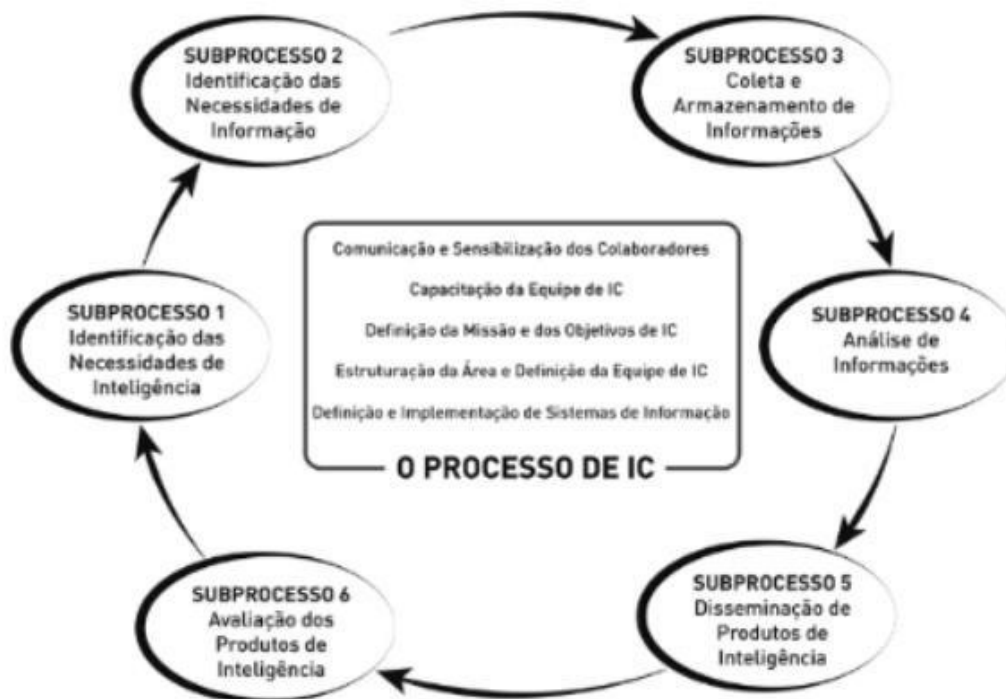 SUBPROCESSO 2
Identificação das
Necessidades de
Informação
SUBPROCESSO 3
Coleta e
Armazenamento de
Informações
SUBPROCESSO 1
Identificação das
Necessidades de
Inteligência
Comunicação e Sensibilização dos Colaboradores
Capacitação da Equipe de IC
Definição da Missão e dos Objetivos de IC
Estruturação da Área e Definição da Equipe de IC
Definição e Implementação de Sistemas de Informação
O PROCESSO DE IC
SUBPROCESSO 4
Análise de
Informações
SUBPROCESSO 6
Avaliação dos
Produtos de
Inteligência
SUBPROCESSO 5
Disseminação de
Produtos de
Inteligência